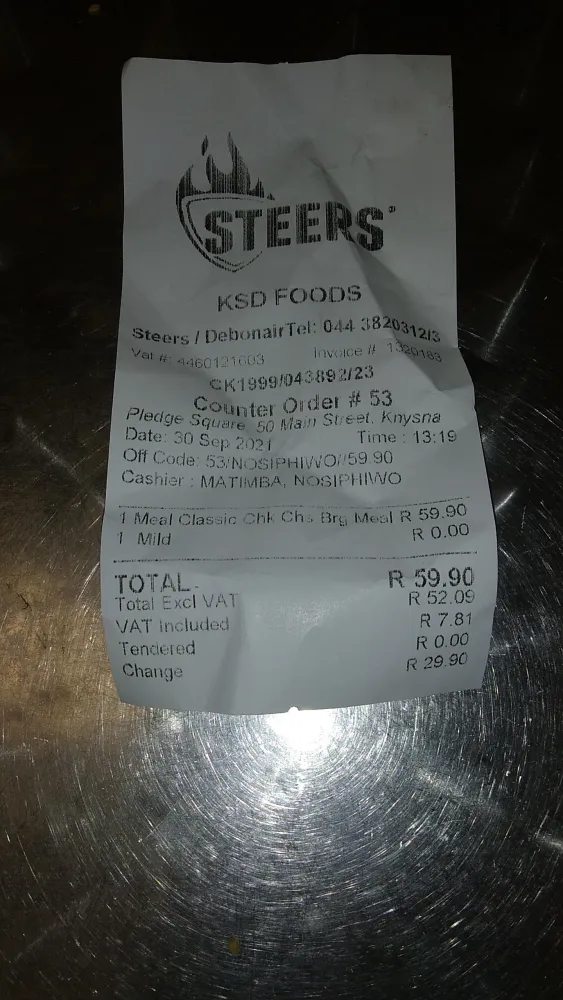 STEERS®
KSD FOODS
Steers / DebonairTel: 044 3820312/3
Vat #: 4460121603 Invoice # 1320183
CK1999/043892/23
Counter Order # 53
Pledge Square, 50 Main Street, Knysna
Date: 30 Sep 2021 Time : 13:19
Off Code: 53/NOSIPHIWO//59.90
Cashier : MATIMBA, NOSIPHIWO
1 Meal Classic Chk Chs Brg Meal R 59.90
1 Mild R 0.00
TOTAL R 59.90
Total Excl VAT R 52.09
VAT Included R 7.81
Tendered R 0.00
Change R 29.90